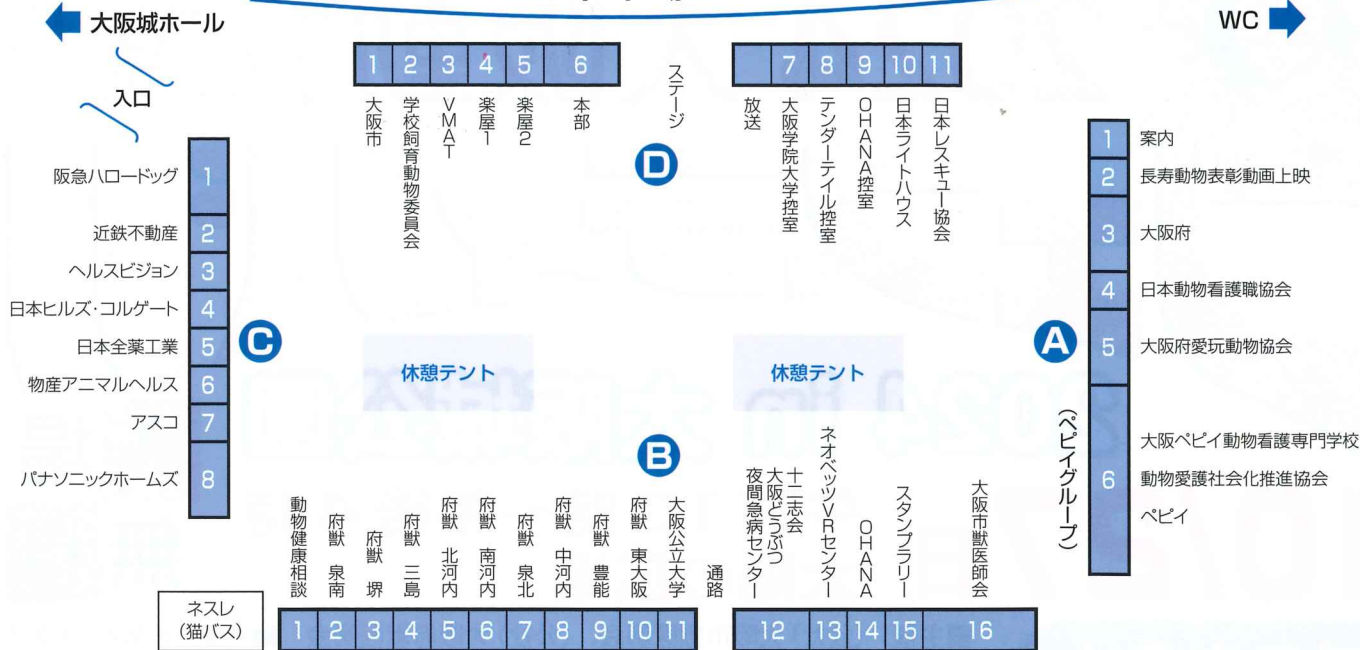 大阪城ホール
WC
入口
1 2 3 4 5 6
大阪市
学校飼育動物委員会
VMAT
楽屋1
楽屋2
本部
ステージ
D
7 8 9 10 11
放送
大阪学院大学控室
テンダーテイル控室
OHANA控室
日本ライトハウス
日本レスキュー協会
阪急ハロードッグ 1
近鉄不動産 2
ヘルスビジョン 3
日本ヒルズ・コルゲート 4
日本全薬工業 5
物産アニマルヘルス 6
アスコ 7
パナソニックホームズ 8
C
休憩テント
休憩テント
A
1 案内
2 長寿動物表彰動画上映
3 大阪府
4 日本動物看護職協会
5 大阪府愛玩動物協会
6
(ペピイグループ)
大阪ペピイ動物看護専門学校
動物愛護社会化推進協会
ペピイ
B
動物健康相談
府獣 泉南
府獣 堺
府獣 三島
府獣 北河内
府獣 南河内
府獣 泉北
府獣 中河内
府獣 豊能
府獣 東大阪
大阪公立大学
通路
十二志会
大阪どうぶつ
夜間急病センター
ネオベッツVRセンター
OHANA
スタンプラリー
大阪市獣医師会
ネスレ
(猫バス)
1 2 3 4 5 6 7 8 9 10 11
12 13 14 15 16